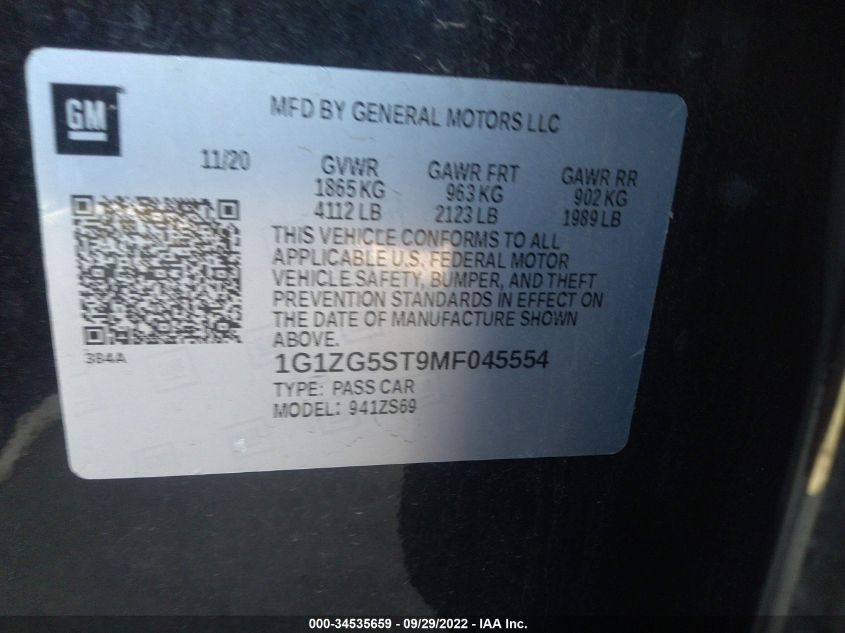 GM
MFD BY GENERAL MOTORS LLC
11/20
GVWR
1865 KG
4112 LB
GAWR FRT
963 KG
2123 LB
GAWR RR
902 KG
1989 LB
THIS VEHICLE CONFORMS TO ALL
APPLICABLE U.S. FEDERAL MOTOR
VEHICLE SAFETY, BUMPER, AND THEFT
PREVENTION STANDARDS IN EFFECT ON
THE DATE OF MANUFACTURE SHOWN
ABOVE.
3B4A
1G1ZG5ST9MF045554
TYPE: PASS CAR
MODEL: 941ZS69
000-34535659 - 09/29/2022 - IAA Inc.